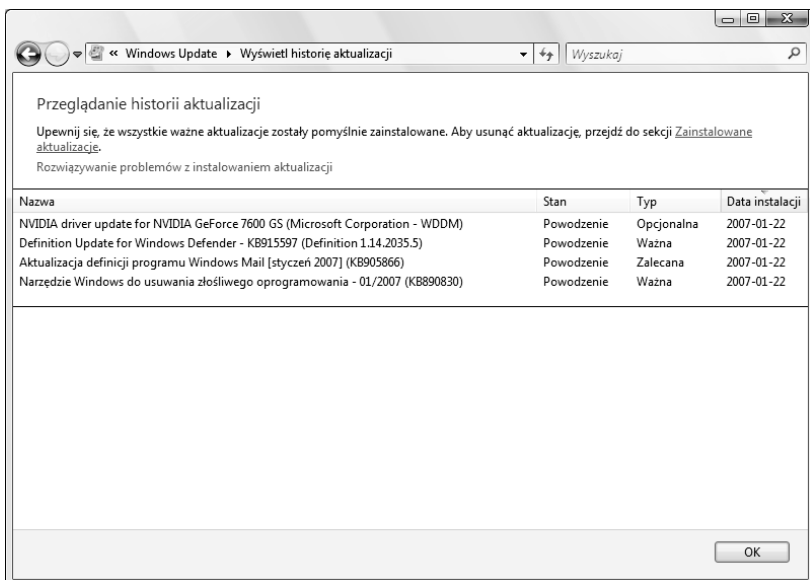 « Windows Update ▸ Wyświetl historię aktualizacji
Wyszukaj
Przeglądanie historii aktualizacji
Upewnij się, że wszystkie ważne aktualizacje zostały pomyślnie zainstalowane. Aby usunąć aktualizację, przejdź do sekcji Zainstalowane
aktualizacje.
Rozwiązywanie problemów z instalowaniem aktualizacji
Nazwa Stan Typ Data instalacji
NVIDIA driver update for NVIDIA GeForce 7600 GS (Microsoft Corporation - WDDM) Powodzenie Opcjonalna 2007-01-22
Definition Update for Windows Defender - KB915597 (Definition 1.14.2035.5) Powodzenie Ważna 2007-01-22
Aktualizacja definicji programu Windows Mail [styczeń 2007] (KB905866) Powodzenie Zalecana 2007-01-22
Narzędzie Windows do usuwania złośliwego oprogramowania - 01/2007 (KB890830) Powodzenie Ważna 2007-01-22
OK